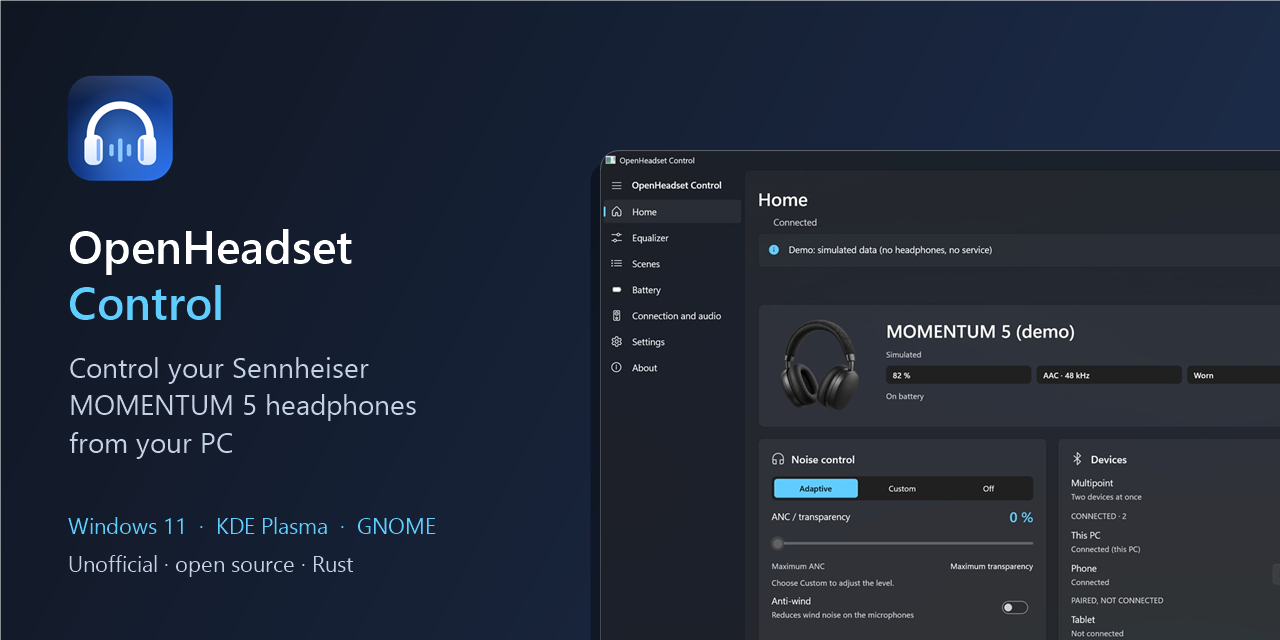 OpenHeadset
Control
Control your Sennheiser
MOMENTUM 5 headphones
from your PC
Windows 11 · KDE Plasma · GNOME
Unofficial · open source · Rust
OpenHeadset Control
OpenHeadset Control
Home
Equalizer
Scenes
Battery
Connection and audio
Settings
About
Home
Connected
Demo: simulated data (no headphones, no service)
MOMENTUM 5 (demo)
Simulated
82 %
AAC · 48 kHz
Worn
On battery
Noise control
Adaptive
Custom
Off
ANC / transparency
0 %
Maximum ANC
Maximum transparency
Choose Custom to adjust the level.
Anti-wind
Reduces wind noise on the microphones
Devices
Multipoint
Two devices at once
CONNECTED · 2
This PC
Connected (this PC)
Phone
Connected
PAIRED, NOT CONNECTED
Tablet
Not connected